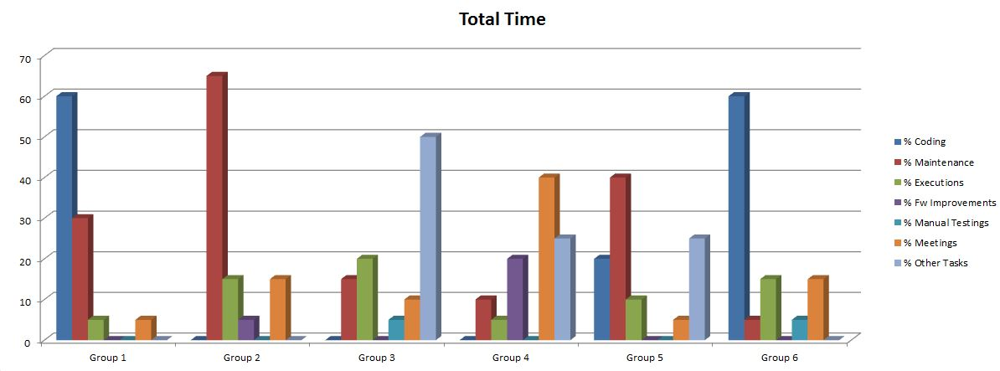 Total Time
70
60
50
40
30
20
10
0
Group 1
Group 2
Group 3
Group 4
Group 5
Group 6
% Coding
% Maintenance
% Executions
% Fw Improvements
% Manual Testings
% Meetings
% Other Tasks